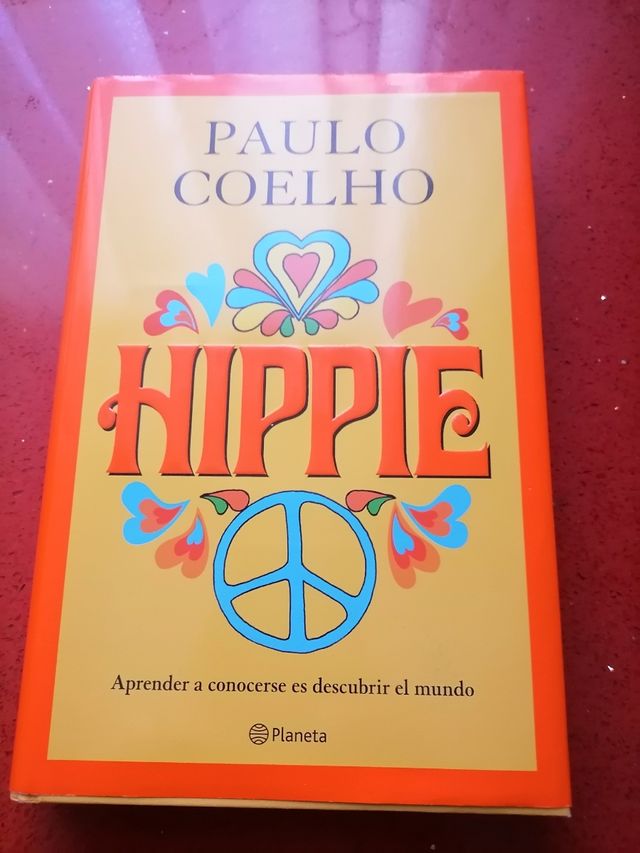 PAULO
COELHO
HIPPIE
Aprender a conocerse es descubrir el mundo
Planeta